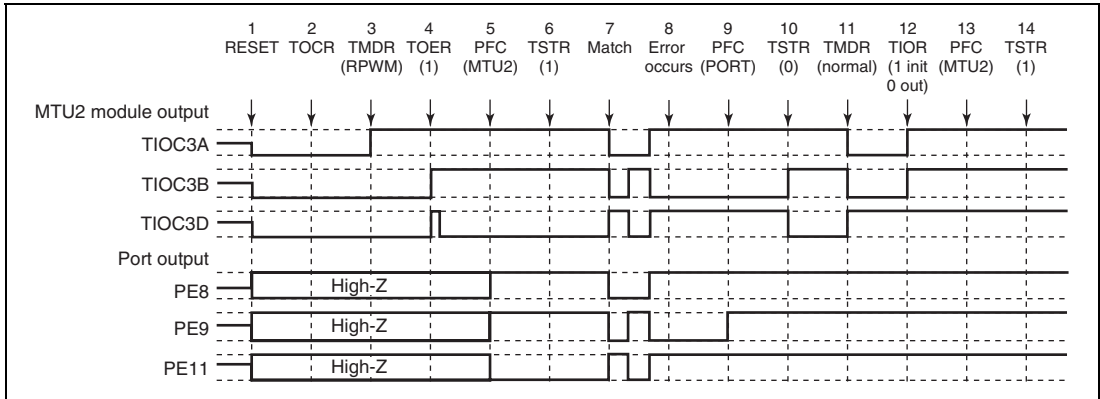 1 2 3 4 5 6 7 8 9 10 11 12 13 14
RESET TOCR TMDR TOER PFC TSTR Match Error PFC TSTR TMDR TIOR PFC TSTR
(RPWM) (1) (MTU2) (1) occurs (PORT) (0) (normal) (1 init (MTU2) (1)
0 out)
MTU2 module output
TIOC3A
TIOC3B
TIOC3D
Port output
PE8 High-Z
PE9 High-Z
PE11 High-Z